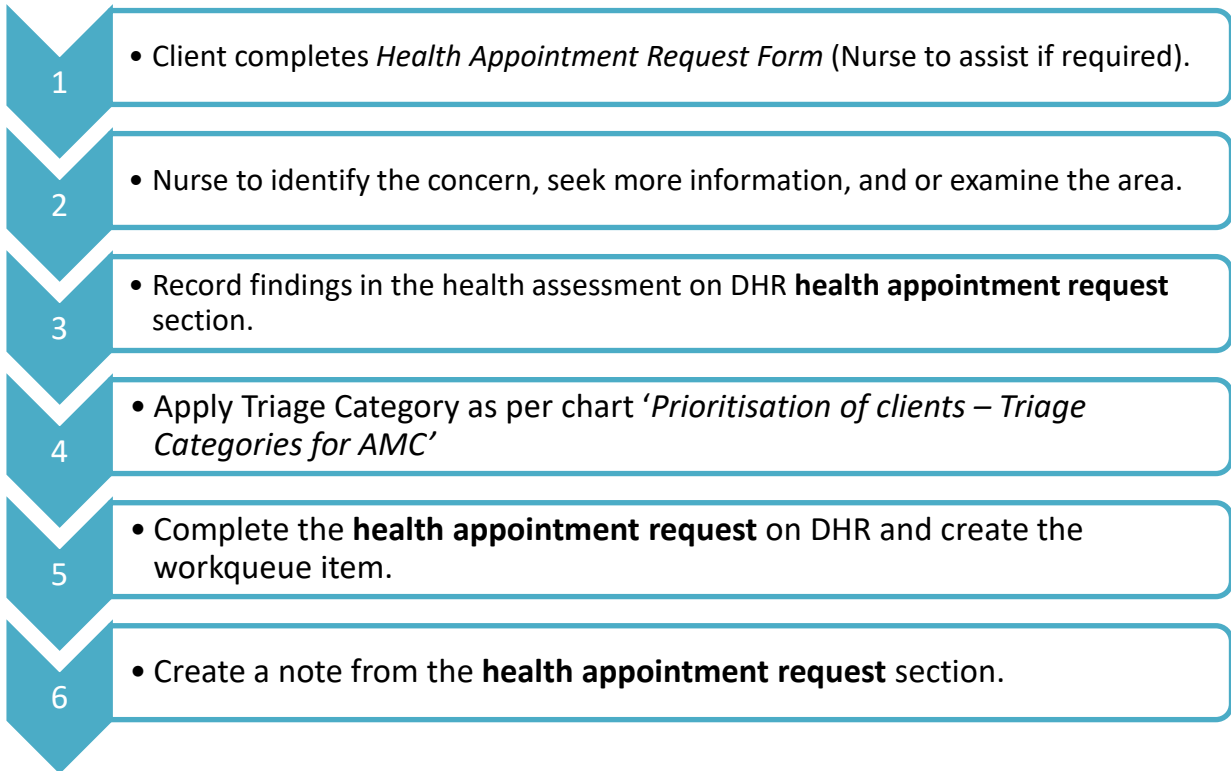 1
• Client completes Health Appointment Request Form (Nurse to assist if required).
2
• Nurse to identify the concern, seek more information, and or examine the area.
3
• Record findings in the health assessment on DHR health appointment request
section.
4
• Apply Triage Category as per chart ‘Prioritisation of clients – Triage
Categories for AMC’
5
• Complete the health appointment request on DHR and create the
workqueue item.
6
• Create a note from the health appointment request section.